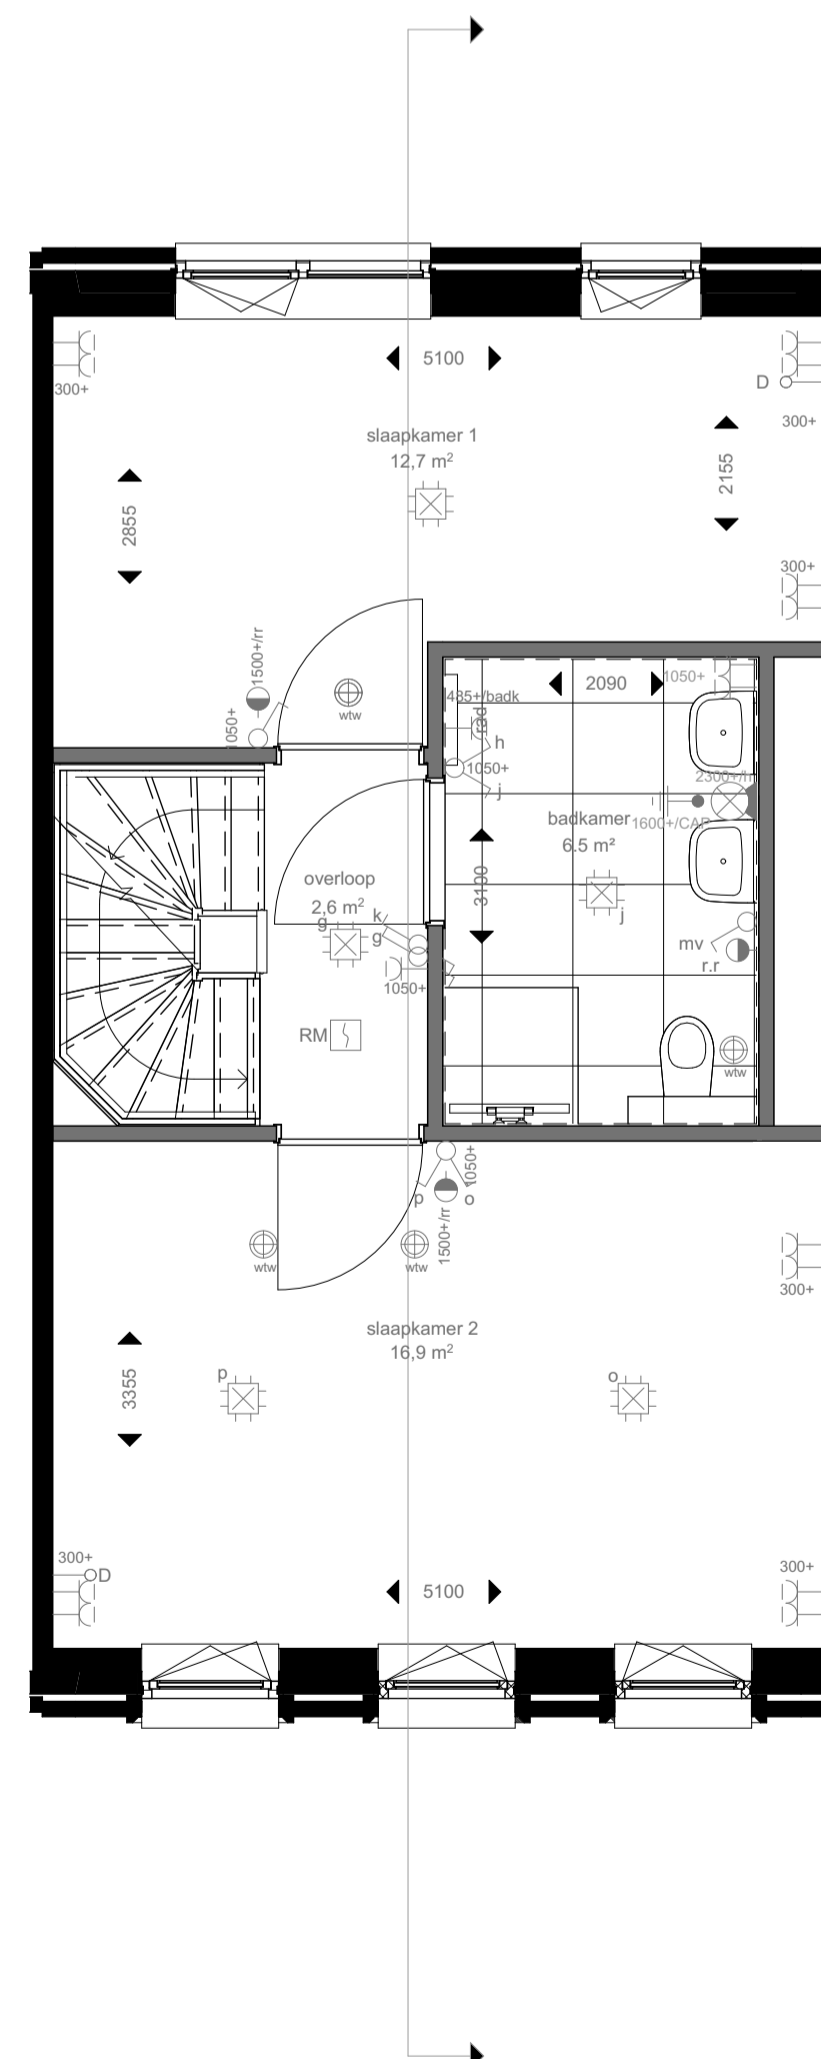 5100
300+
D
300+
slaapkamer 1
12,7 m²
2155
2855
300+
1500+/rr
1050+
wtw
1050+
2090
485+/badk
rad
h
1050+
j
2300+/h
1600+/CAP
badkamer
6.5 m²
3100
j
overloop
2,6 m²
g
k
g
1050+
mv
r.r
RM
wtw
1050+
p
o
1500+/rr
wtw
wtw
300+
slaapkamer 2
16,9 m²
p
o
3355
300+
D
5100
300+